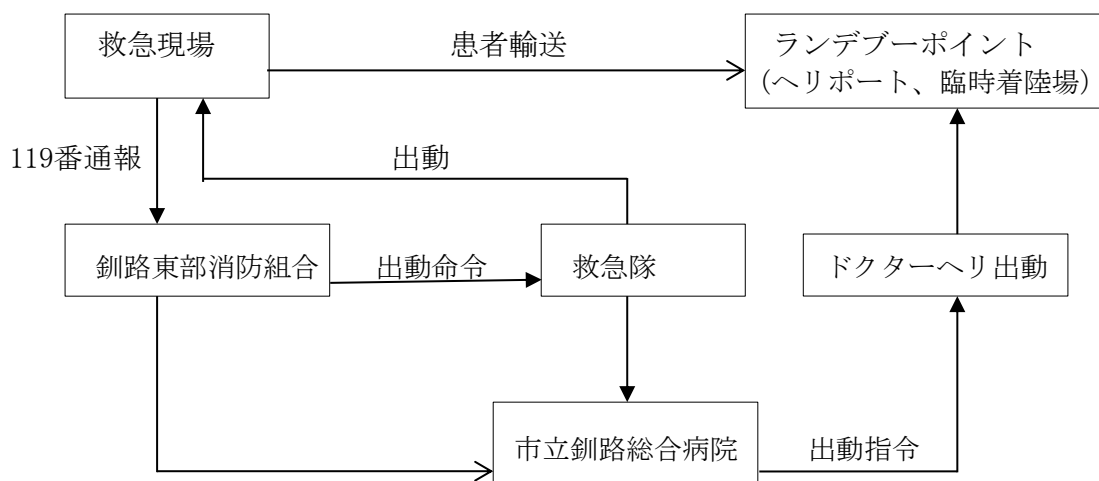 救急現場
患者輸送
ランデブーポイント
(ヘリポート、臨時着陸場)
119番通報
出動
釧路東部消防組合
出動命令
救急隊
ドクターヘリ出動
市立釧路総合病院
出動指令